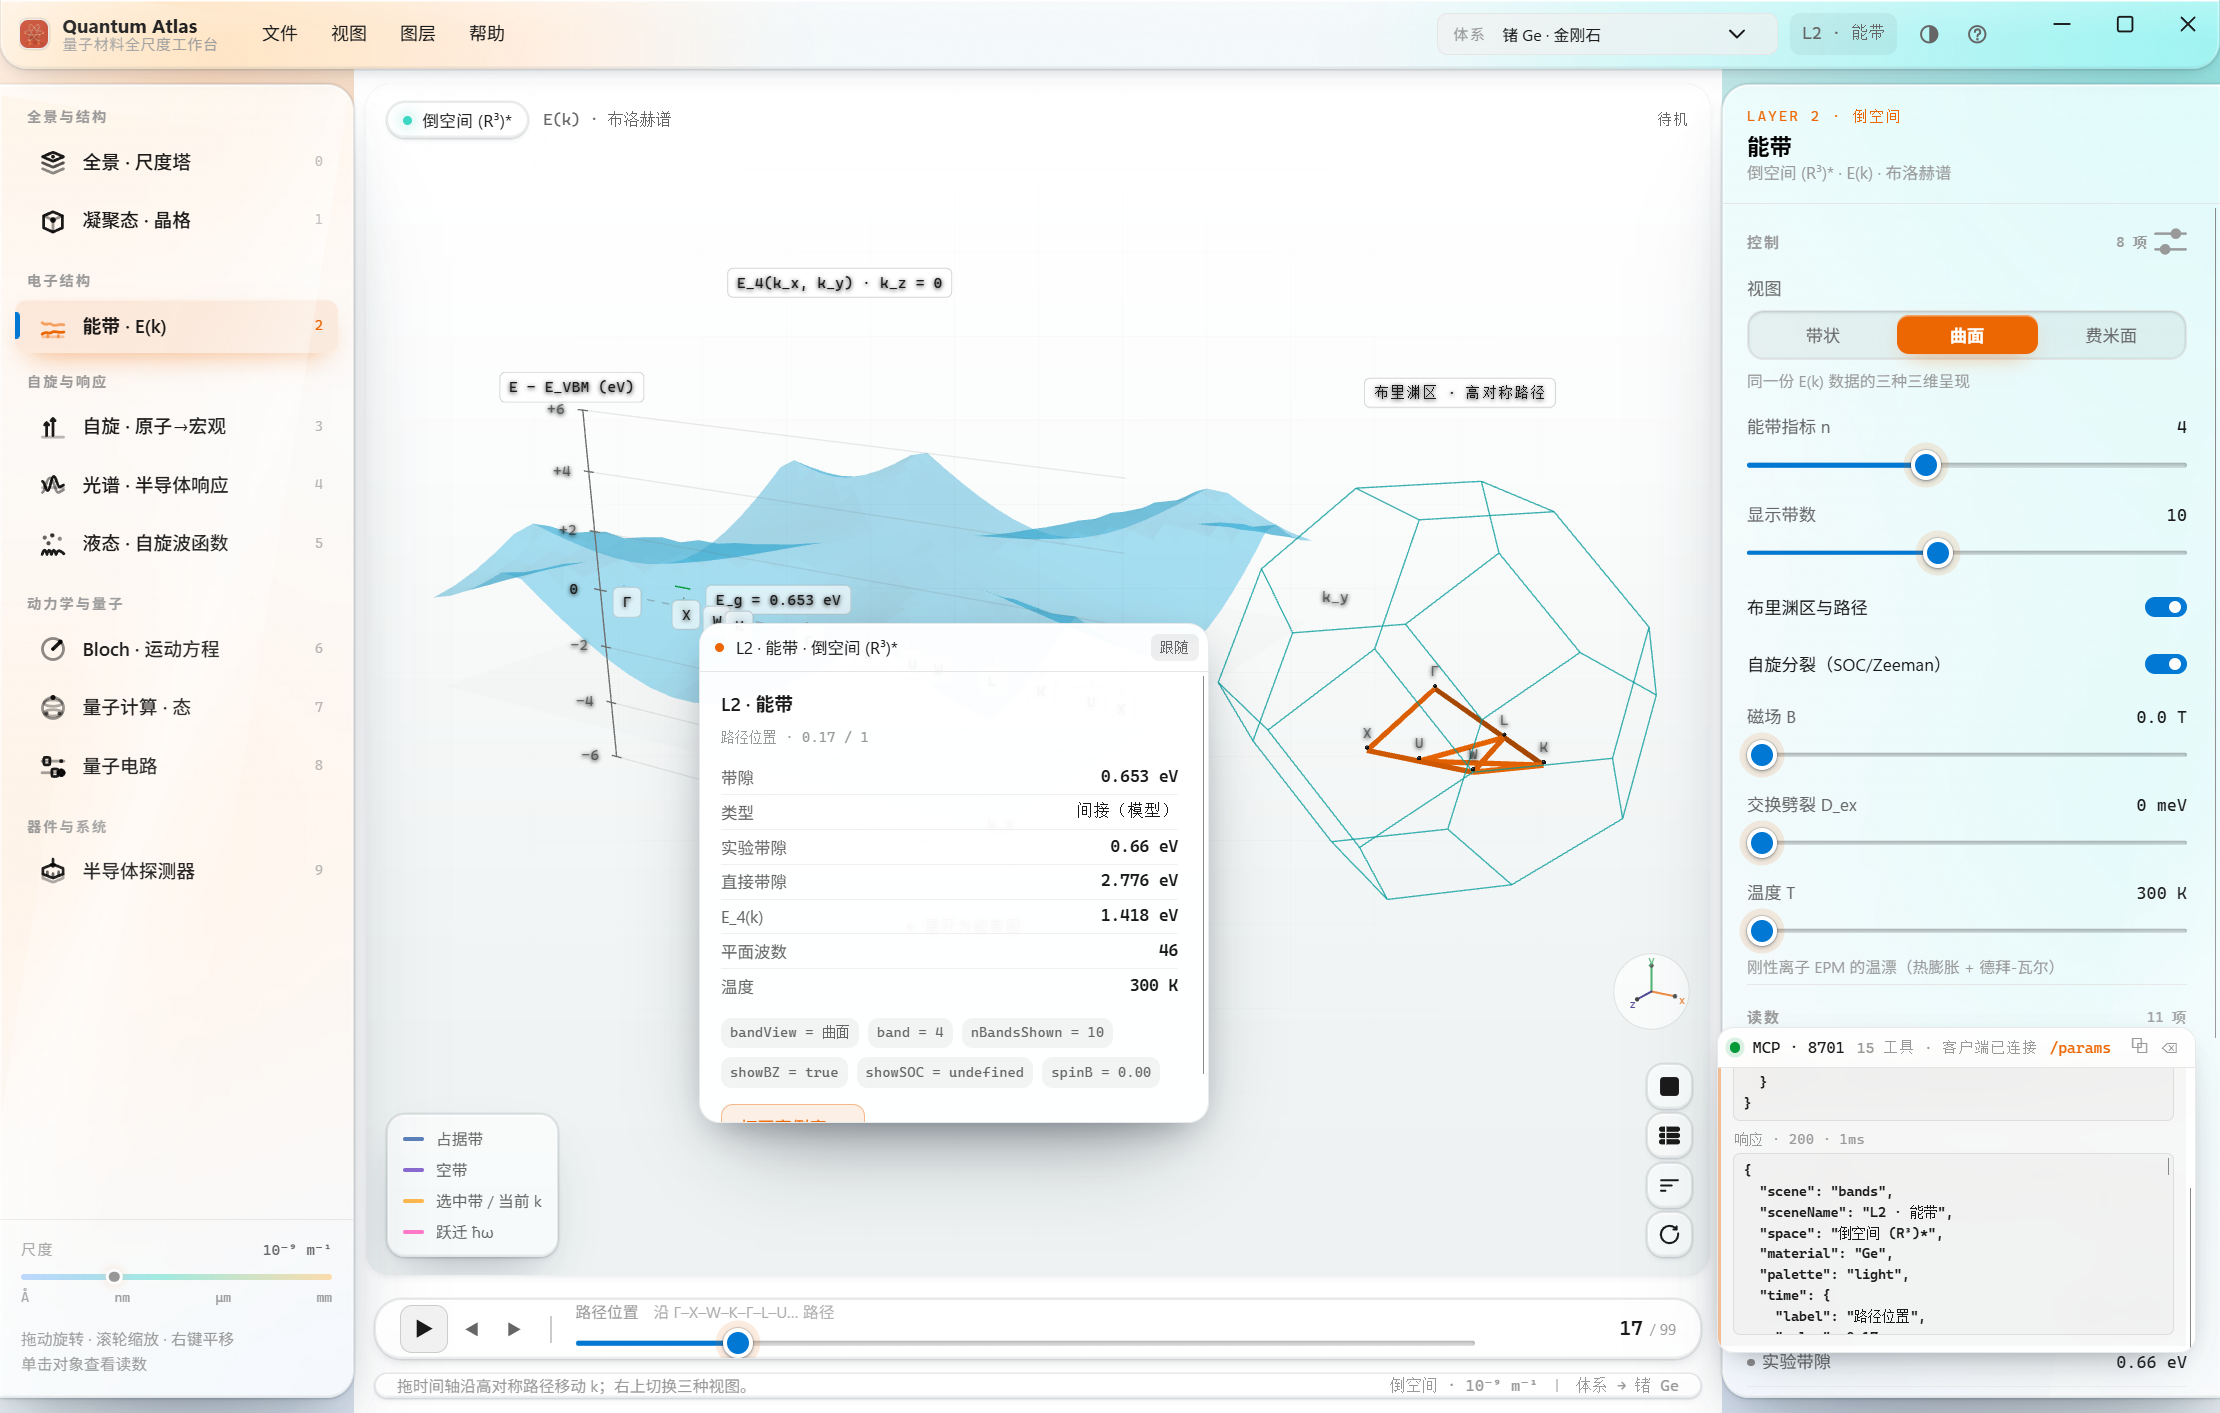 Quantum Atlas
量子材料全尺度工作台
文件 视图 图层 帮助
体系 锗 Ge · 金刚石
L2 · 能带
全景与结构
全景 · 尺度塔 0
凝聚态 · 晶格 1
电子结构
能带 · E(k) 2
自旋与响应
自旋 · 原子→宏观 3
光谱 · 半导体响应 4
液态 · 自旋波函数 5
动力学与量子
Bloch · 运动方程 6
量子计算 · 态 7
量子电路 8
器件与系统
半导体探测器 9
尺度 10⁻⁹ m⁻¹
Å nm μm mm
拖动旋转 · 滚轮缩放 · 右键平移
单击对象查看读数
倒空间 (R³)* E(k) · 布洛赫谱
待机
E_4(k_x, k_y) · k_z = 0
E − E_VBM (eV)
+6
+4
+2
0
−2
−4
−6
Γ
X
W
E_g = 0.653 eV
布里渊区 · 高对称路径
k_y
Γ
X
U
L
W
K
L2 · 能带 · 倒空间 (R³)* 跟随
L2 · 能带
路径位置 · 0.17 / 1
带隙 0.653 eV
类型 间接（模型）
实验带隙 0.66 eV
直接带隙 2.776 eV
E_4(k) 1.418 eV
平面波数 46
温度 300 K
bandView = 曲面 band = 4 nBandsShown = 10
showBZ = true showSOC = undefined spinB = 0.00
占据带
空带
选中带 / 当前 k
跃迁 ħω
y
x
z
路径位置 沿 Γ–X–W–K–Γ–L–U… 路径
17 / 99
拖时间轴沿高对称路径移动 k；右上切换三种视图。
倒空间 · 10⁻⁹ m⁻¹ | 体系 → 锗 Ge
LAYER 2 · 倒空间
能带
倒空间 (R³)* · E(k) · 布洛赫谱
控制 8 项
视图
带状 曲面 费米面
同一份 E(k) 数据的三种三维呈现
能带指标 n 4
显示带数 10
布里渊区与路径
自旋分裂（SOC/Zeeman）
磁场 B 0.0 T
交换劈裂 D_ex 0 meV
温度 T 300 K
刚性离子 EPM 的温漂（热膨胀 + 德拜-瓦尔）
读数 11 项
MCP · 8701 15 工具 · 客户端已连接 /params
}
}
响应 · 200 · 1ms
{
"scene": "bands",
"sceneName": "L2 · 能带",
"space": "倒空间 (R³)*",
"material": "Ge",
"palette": "light",
"time": {
"label": "路径位置",
实验带隙 0.66 eV